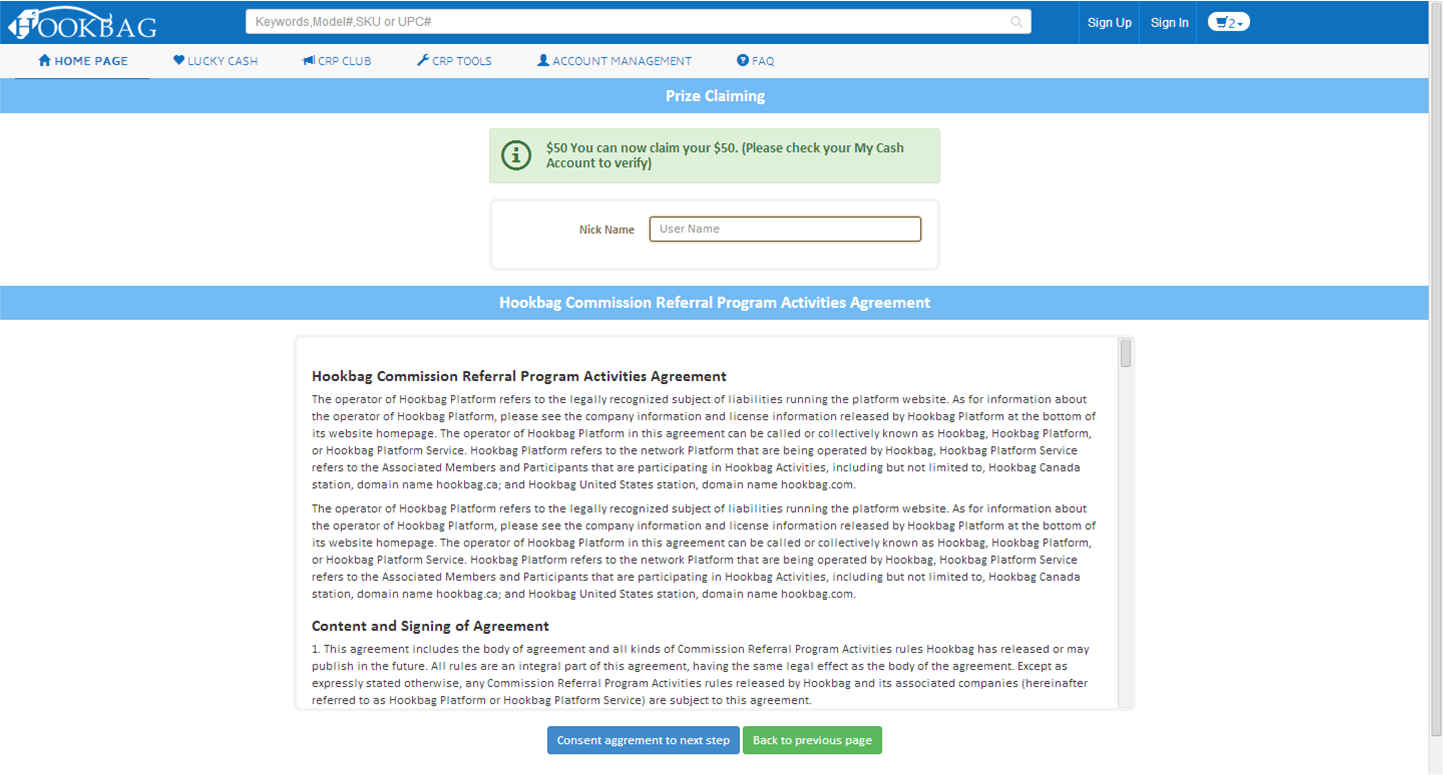 HOOKBAG
Keywords,Model#,SKU or UPC#
Sign Up
Sign In
2
HOME PAGE
LUCKY CASH
CRP CLUB
CRP TOOLS
ACCOUNT MANAGEMENT
FAQ
Prize Claiming
$50 You can now claim your $50. (Please check your My Cash
Account to verify)
Nick Name
User Name
Hookbag Commission Referral Program Activities Agreement
Hookbag Commission Referral Program Activities Agreement
The operator of Hookbag Platform refers to the legally recognized subject of liabilities running the platform website. As for information about
the operator of Hookbag Platform, please see the company information and license information released by Hookbag Platform at the bottom of
its website homepage. The operator of Hookbag Platform in this agreement can be called or collectively known as Hookbag, Hookbag Platform,
or Hookbag Platform Service. Hookbag Platform refers to the network Platform that are being operated by Hookbag, Hookbag Platform Service
refers to the Associated Members and Participants that are participating in Hookbag Activities, including but not limited to, Hookbag Canada
station, domain name hookbag.ca; and Hookbag United States station, domain name hookbag.com.
The operator of Hookbag Platform refers to the legally recognized subject of liabilities running the platform website. As for information about
the operator of Hookbag Platform, please see the company information and license information released by Hookbag Platform at the bottom of
its website homepage. The operator of Hookbag Platform in this agreement can be called or collectively known as Hookbag, Hookbag Platform,
or Hookbag Platform Service. Hookbag Platform refers to the network Platform that are being operated by Hookbag, Hookbag Platform Service
refers to the Associated Members and Participants that are participating in Hookbag Activities, including but not limited to, Hookbag Canada
station, domain name hookbag.ca; and Hookbag United States station, domain name hookbag.com.
Content and Signing of Agreement
1. This agreement includes the body of agreement and all kinds of Commission Referral Program Activities rules Hookbag has released or may
publish in the future. All rules are an integral part of this agreement, having the same legal effect as the body of the agreement. Except as
expressly stated otherwise, any Commission Referral Program Activities rules released by Hookbag and its associated companies (hereinafter
referred to as Hookbag Platform or Hookbag Platform Service) are subject to this agreement.
Consent aggrement to next step
Back to previous page